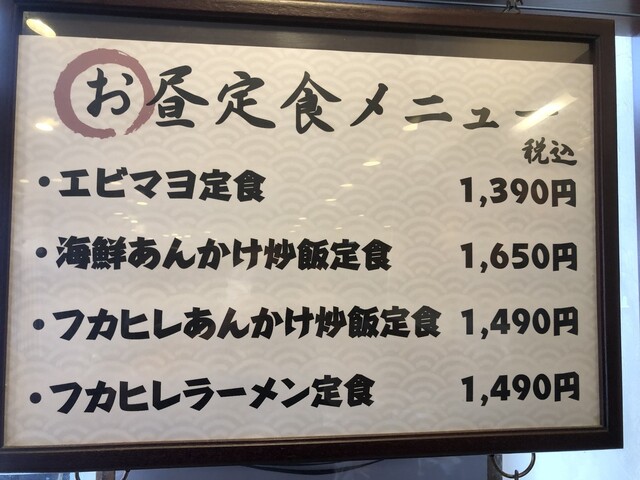 お昼定食メニュー
税込
・エビマヨ定食 1,390円
・海鮮あんかけ炒飯定食 1,650円
・フカヒレあんかけ炒飯定食 1,490円
・フカヒレラーメン定食 1,490円